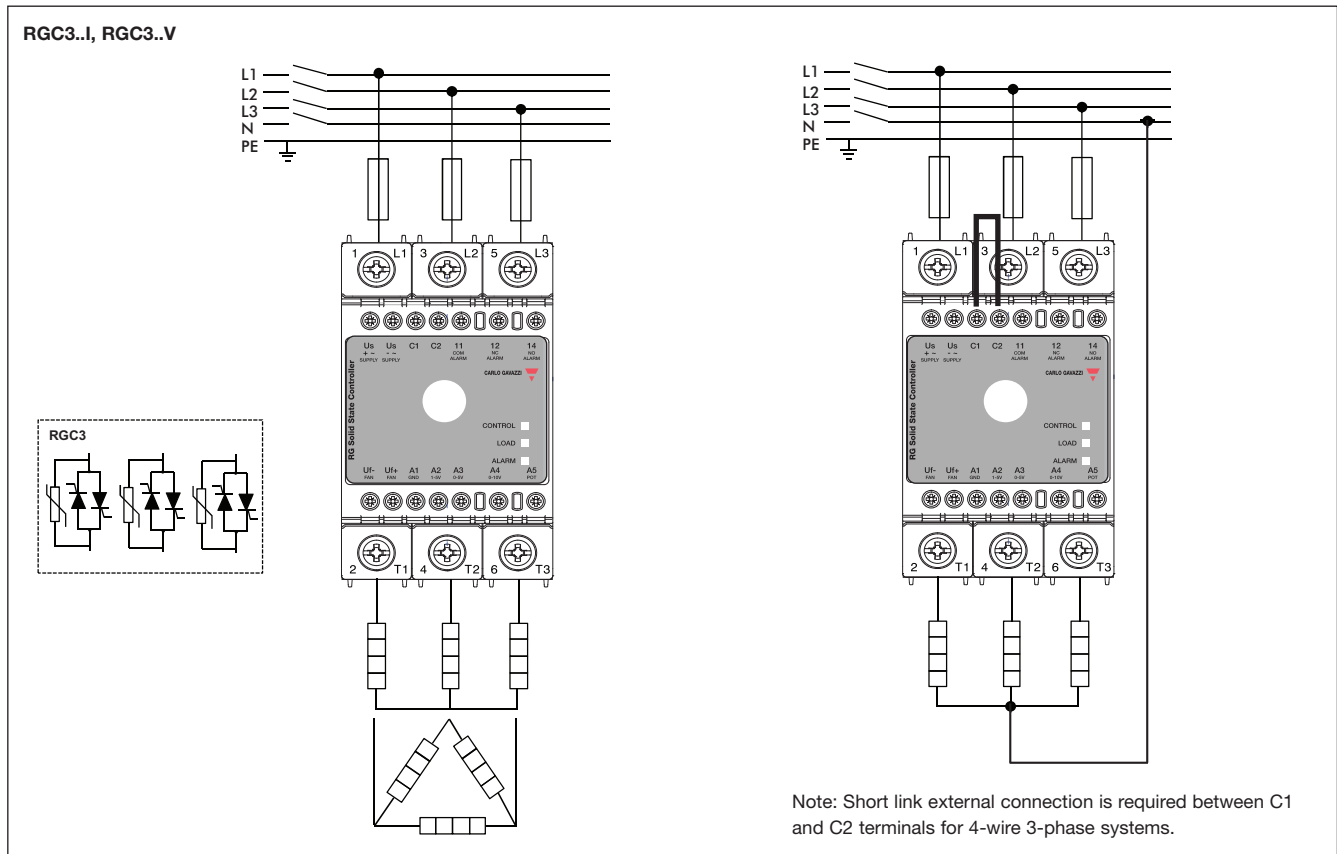 RGC3..I, RGC3..V
L1
L2
L3
N
PE
1 L1 3 L2 5 L3
Us Us C1 C2 11 12 14
+ ~ - ~ COM NC NO
SUPPLY SUPPLY ALARM ALARM ALARM
CARLO GAVAZZI
RG Solid State Controller
CONTROL
LOAD
ALARM
Uf- Uf+ A1 A2 A3 A4 A5
FAN FAN GND 1-5V 0-5V 0-10V POT
2 T1 4 T2 6 T3
RGC3
L1
L2
L3
N
PE
1 L1 3 L2 5 L3
Us Us C1 C2 11 12 14
+ ~ - ~ COM NC NO
SUPPLY SUPPLY ALARM ALARM ALARM
CARLO GAVAZZI
RG Solid State Controller
CONTROL
LOAD
ALARM
Uf- Uf+ A1 A2 A3 A4 A5
FAN FAN GND 1-5V 0-5V 0-10V POT
2 T1 4 T2 6 T3
Note: Short link external connection is required between C1
and C2 terminals for 4-wire 3-phase systems.